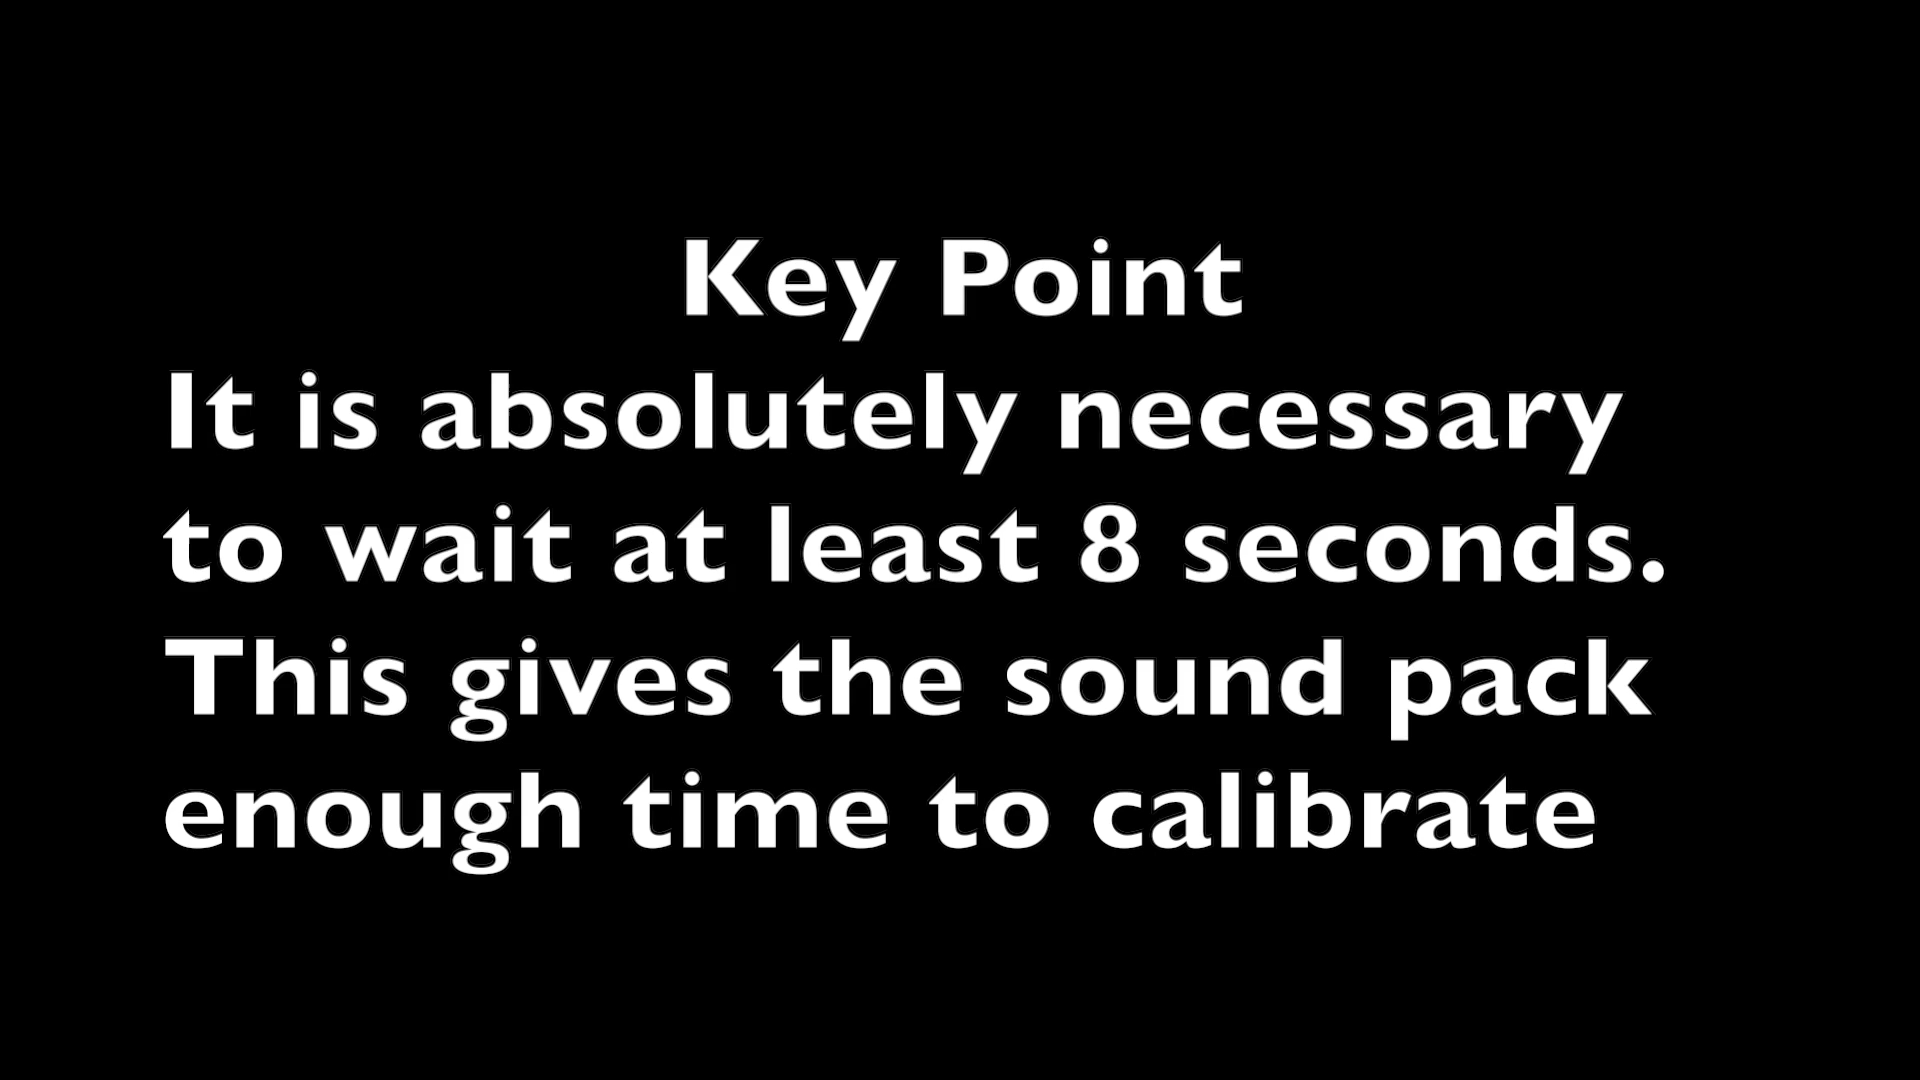 Key Point
It is absolutely necessary
to wait at least 8 seconds.
This gives the sound pack
enough time to calibrate